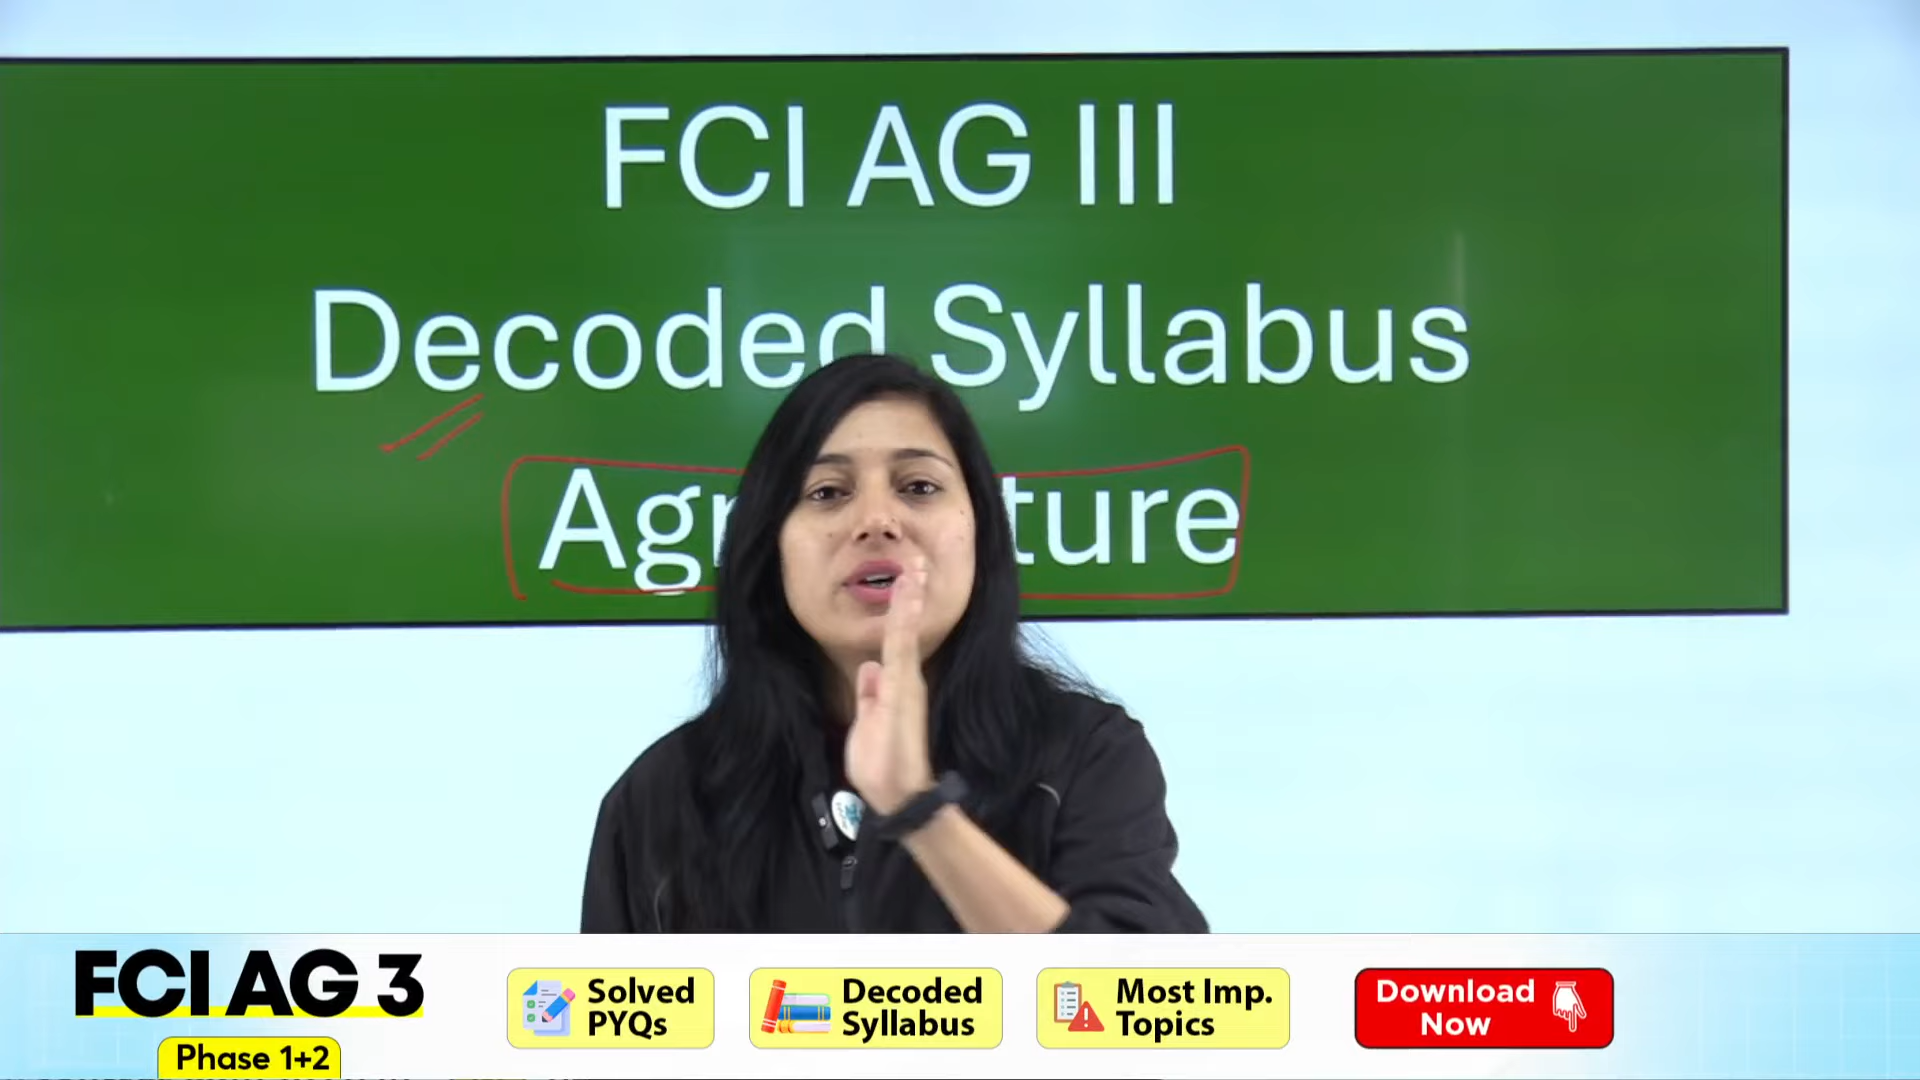 FCI AG III
Decoded Syllabus
Agr ture
FCI AG 3
Phase 1+2
Solved
PYQs
Decoded
Syllabus
Most Imp.
Topics
Download
Now